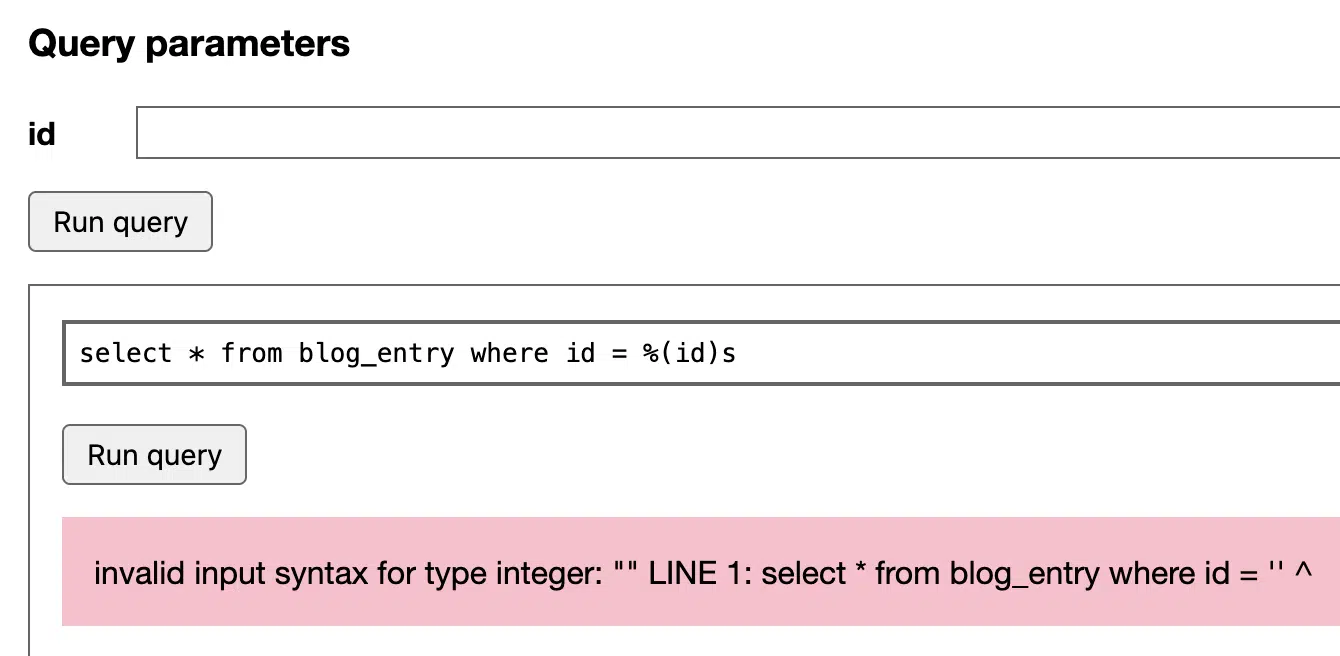 Query parameters
id
Run query
select * from blog_entry where id = %(id)s
Run query
invalid input syntax for type integer: "" LINE 1: select * from blog_entry where id = '' ^